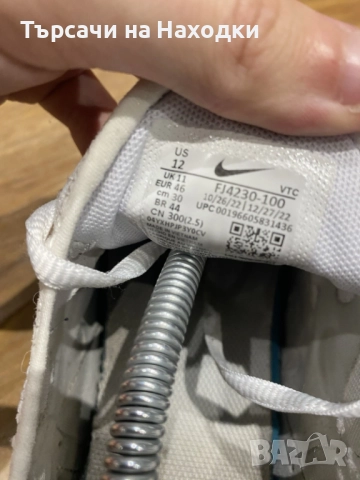 Търсачи на Находки
US
12
UK 11
EUR 46
cm 30
BR 44
CN 300(2.5)
VTC
FJ4230-100
10/26/22 12/27/22
UPC 00196605831436
bazar